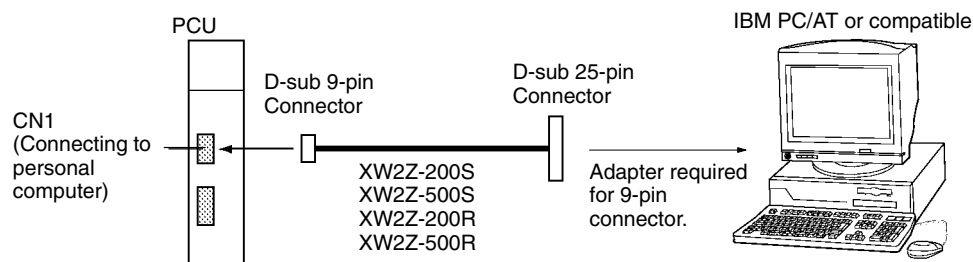 PCU
IBM PC/AT or compatible
D-sub 9-pin
Connector
D-sub 25-pin
Connector
CN1
(Connecting to
personal
computer)
XW2Z-200S
XW2Z-500S
XW2Z-200R
XW2Z-500R
Adapter required
for 9-pin
connector.